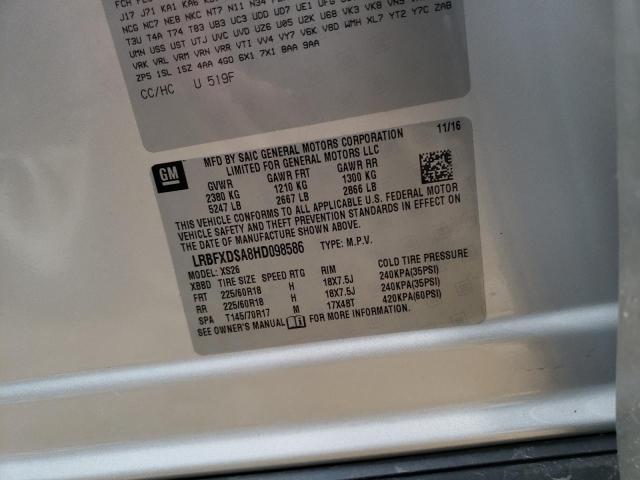 J17 J71 KA1 KA6
NCG NC7 NE8 NKC NT7 N11 N34
T3U T4A T74 T83 UB3 UC3 UDD UD7 UE1 UFG
UMN USS UST UTJ UVC UVD UZ6 U05 U2K U68 VK3 VK8 VN9
VRK VRL VRM VRN VRR VTI VV4 VY7 V6K V8D WMH XL7 YT2 Y7C ZAB
ZP5 1SL 1SZ 4AA 4GD 6X1 7X1 8AA 9AA
CC/HC U 519F
GM
MFD BY SAIC GENERAL MOTORS CORPORATION 11/16
LIMITED FOR GENERAL MOTORS LLC
GVWR GAWR FRT GAWR RR
2380 KG 1210 KG 1300 KG
5247 LB 2667 LB 2866 LB
THIS VEHICLE CONFORMS TO ALL APPLICABLE U.S. FEDERAL MOTOR
VEHICLE SAFETY AND THEFT PREVENTION STANDARDS IN EFFECT ON
THE DATE OF MANUFACTURE SHOWN ABOVE.
LRBFXDSA8HD098586 TYPE: M.P.V.
MODEL: XS26
XBBD TIRE SIZE SPEED RTG RIM COLD TIRE PRESSURE
FRT 225/60R18 H 18X7.5J 240KPA(35PSI)
RR 225/60R18 H 18X7.5J 240KPA(35PSI)
SPA T145/70R17 M 17X4BT 420KPA(60PSI)
SEE OWNER'S MANUAL FOR MORE INFORMATION